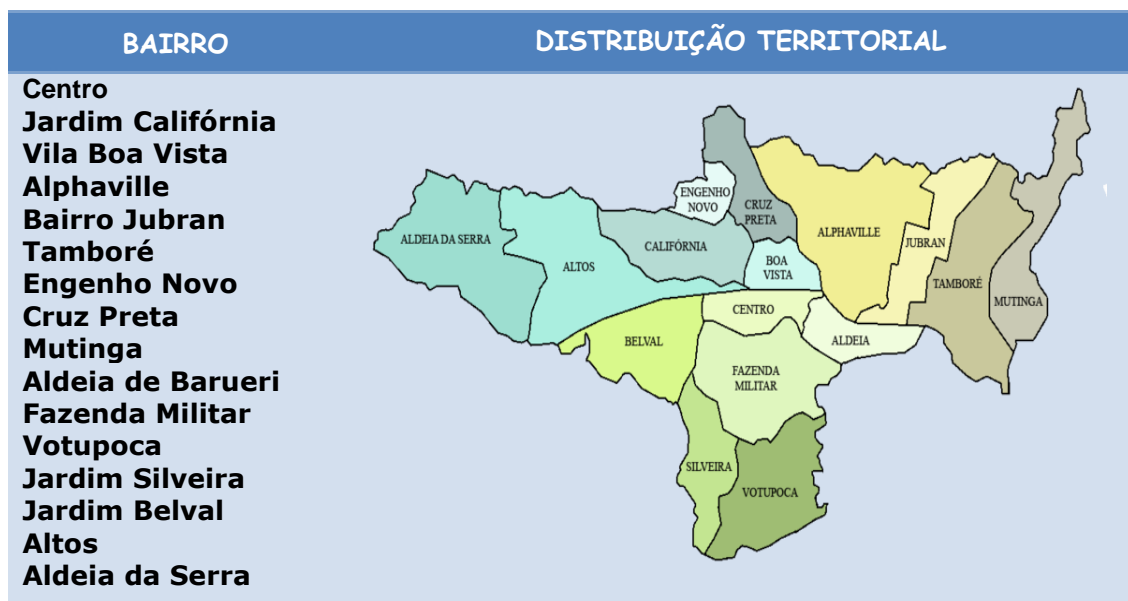 BAIRRO
DISTRIBUIÇÃO TERRITORIAL
Centro
Jardim Califórnia
Vila Boa Vista
Alphaville
Bairro Jubran
Tamboré
Engenho Novo
Cruz Preta
Mutinga
Aldeia de Barueri
Fazenda Militar
Votupoca
Jardim Silveira
Jardim Belval
Altos
Aldeia da Serra
ENGENHO
NOVO
CRUZ
PRETA
ALDEIA DA SERRA
ALTOS
CALIFÓRNIA
BOA
VISTA
ALPHAVILLE
JUBRAN
TAMBORÉ
MUTINGA
CENTRO
BELVAL
ALDEIA
FAZENDA
MILITAR
SILVEIRA
VOTUPOCA